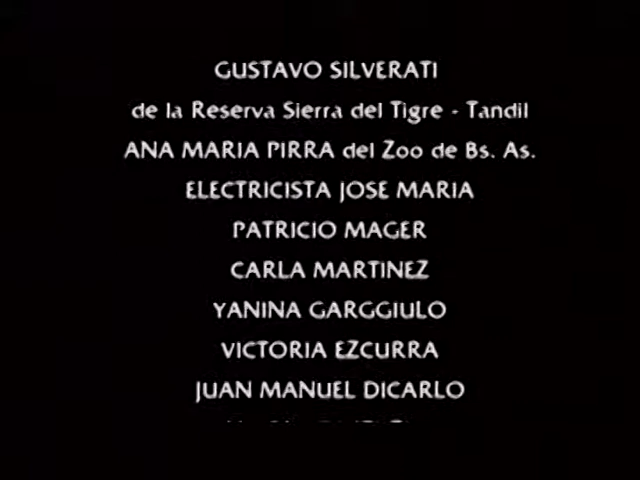 GUSTAVO SILVERATI
de la Reserva Sierra del Tigre - Tandil
ANA MARIA PIRRA del Zoo de Bs. As.
ELECTRICISTA JOSE MARIA
PATRICIO MAGER
CARLA MARTINEZ
YANINA GARGGIULO
VICTORIA EZCURRA
JUAN MANUEL DICARLO